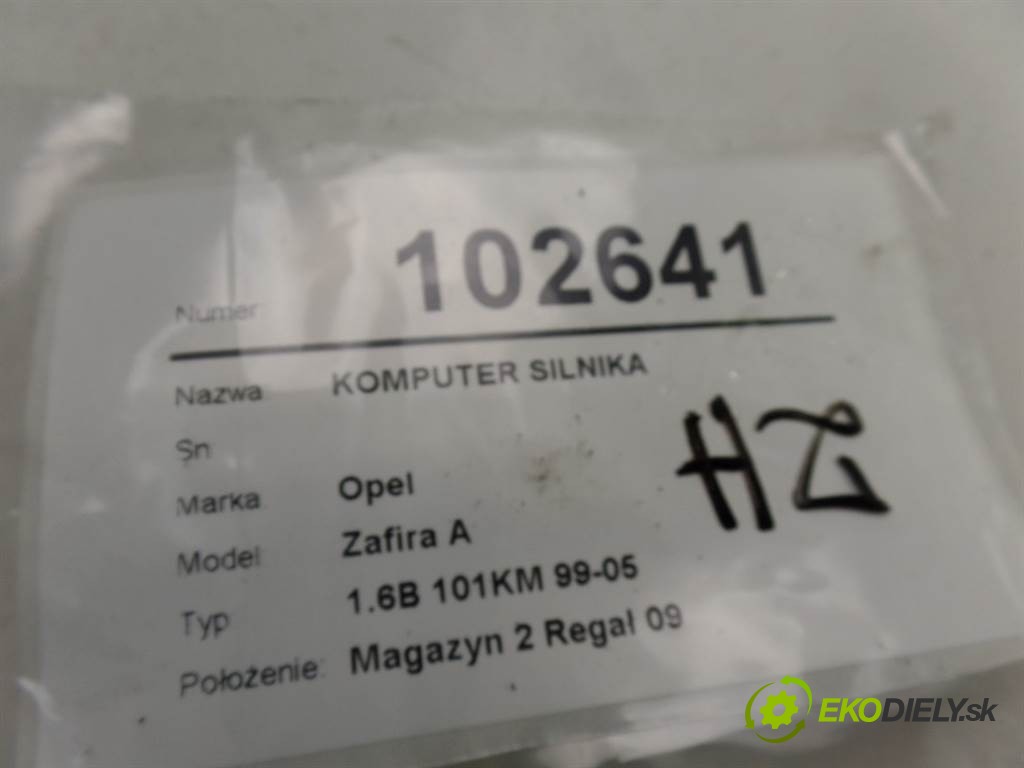 Numer: 102641
Nazwa: KOMPUTER SILNIKA
Sn
Marka: Opel
Model: Zafira A
Typ: 1.6B 101KM 99-05
Położenie: Magazyn 2 Regał 09
HZ
EKODIELY.sk